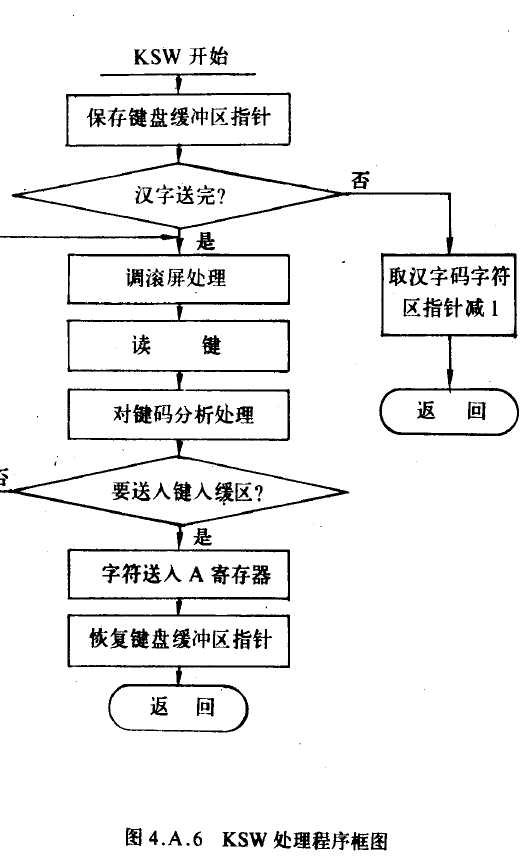 KSW 开始
保存键盘缓冲区指针
汉字送完?
否
是
调滚屏处理
取汉字码字符
区指针减1
读 键
对键码分析处理
返 回
否
要送入键入缓区?
是
字符送入 A 寄存器
恢复键盘缓冲区指针
返 回
图 4.A.6 KSW 处理程序框图